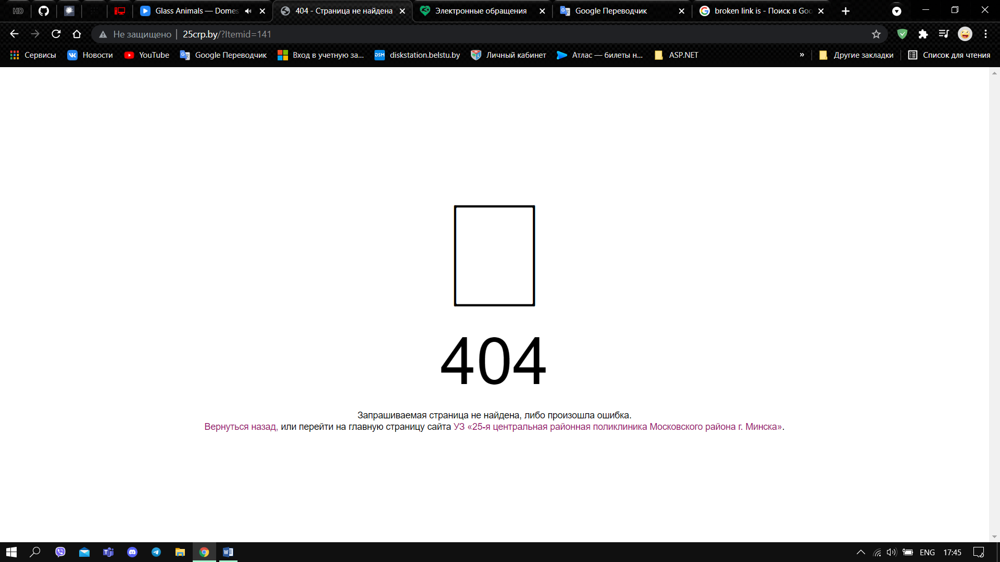 HD
Glass Animals — Domes
404 - Страница не найдена
Электронные обращения
Google Переводчик
broken link is - Поиск в Goo
Не защищено | 25crp.by/?Itemid=141
Сервисы
Новости
YouTube
Google Переводчик
Вход в учетную за...
DSM
diskstation.belstu.by
Личный кабинет
Атлас — билеты н...
ASP.NET
»
Другие закладки
Список для чтения
404
Запрашиваемая страница не найдена, либо произошла ошибка.
Вернуться назад, или перейти на главную страницу сайта УЗ «25-я центральная районная поликлиника Московского района г. Минска».
ENG
17:45